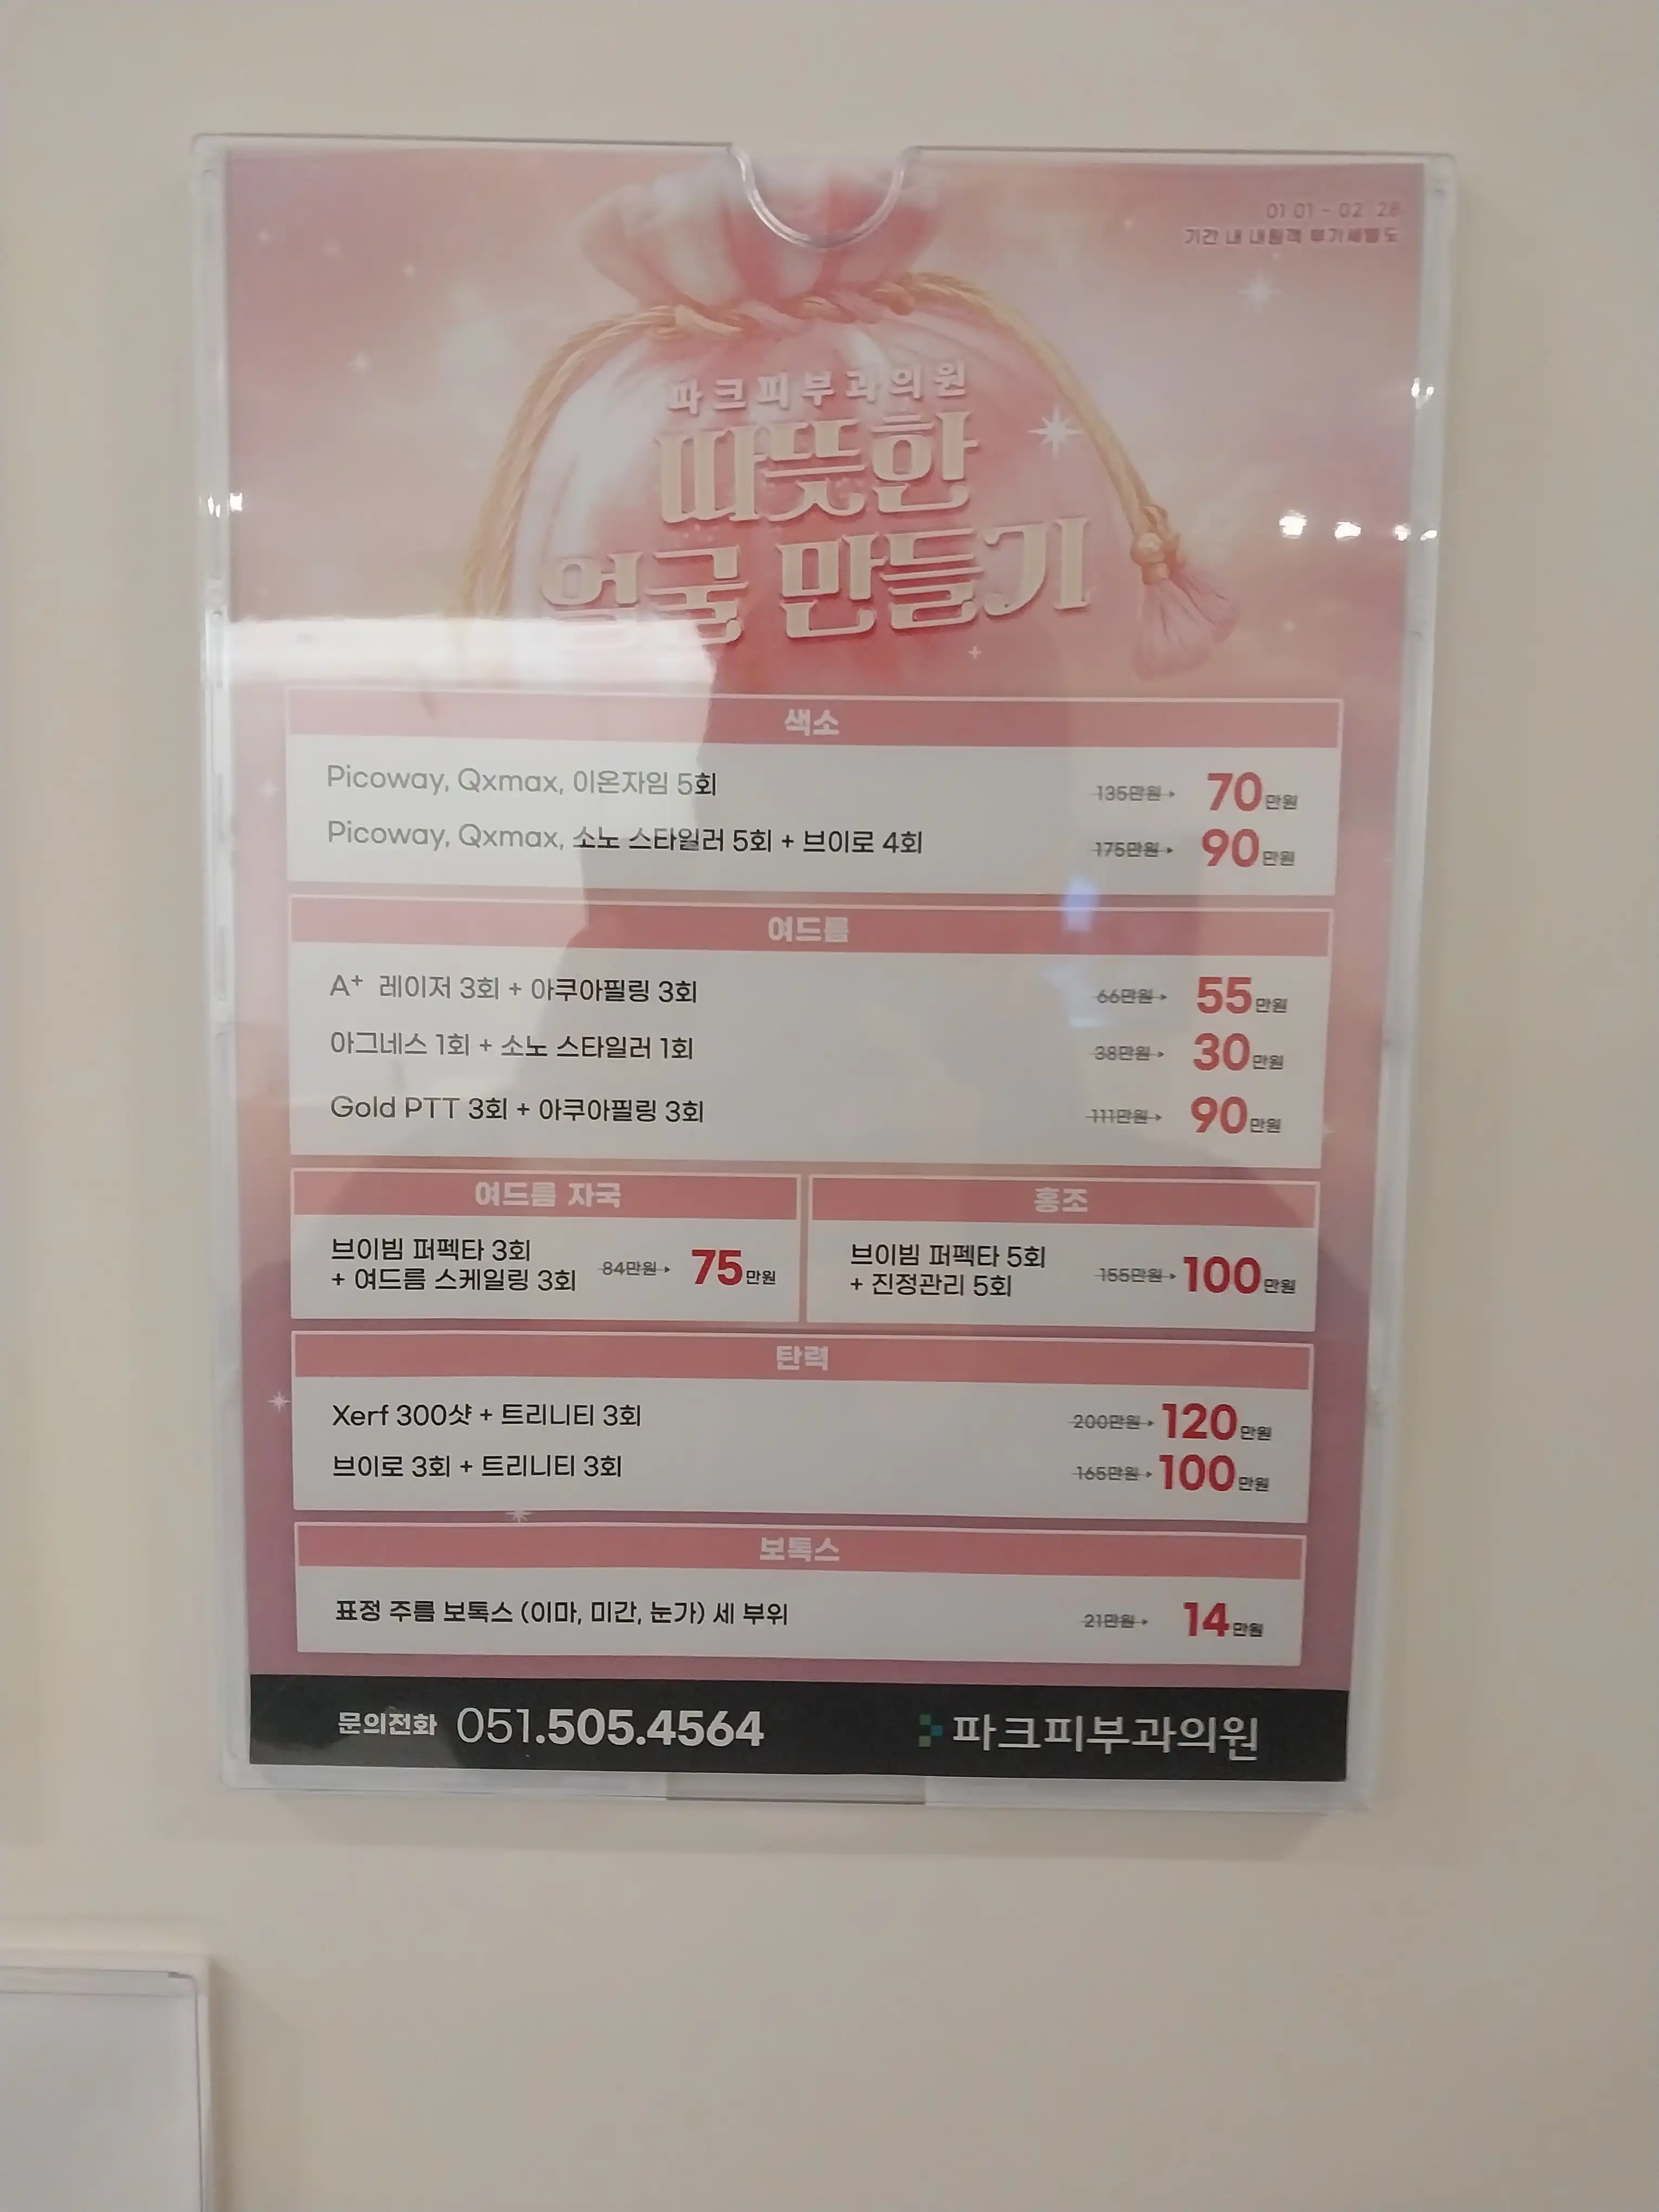 01.01 - 02. 28
기간 내 내원객 부가세별도
파크피부과의원
따뜻한
얼굴 만들기
색소
Picoway, Qxmax, 이온자임 5회 135만원 70만원
Picoway, Qxmax, 소노 스타일러 5회 + 브이로 4회 175만원 90만원
여드름
A+ 레이저 3회 + 아쿠아필링 3회 66만원 55만원
아그네스 1회 + 소노 스타일러 1회 38만원 30만원
Gold PTT 3회 + 아쿠아필링 3회 111만원 90만원
여드름 자국
브이빔 퍼펙타 3회
+ 여드름 스케일링 3회 84만원 75만원
홍조
브이빔 퍼펙타 5회
+ 진정관리 5회 155만원 100만원
탄력
Xerf 300샷 + 트리니티 3회 200만원 120만원
브이로 3회 + 트리니티 3회 165만원 100만원
보톡스
표정 주름 보톡스 (이마, 미간, 눈가) 세 부위 21만원 14만원
문의전화 051.505.4564 파크피부과의원